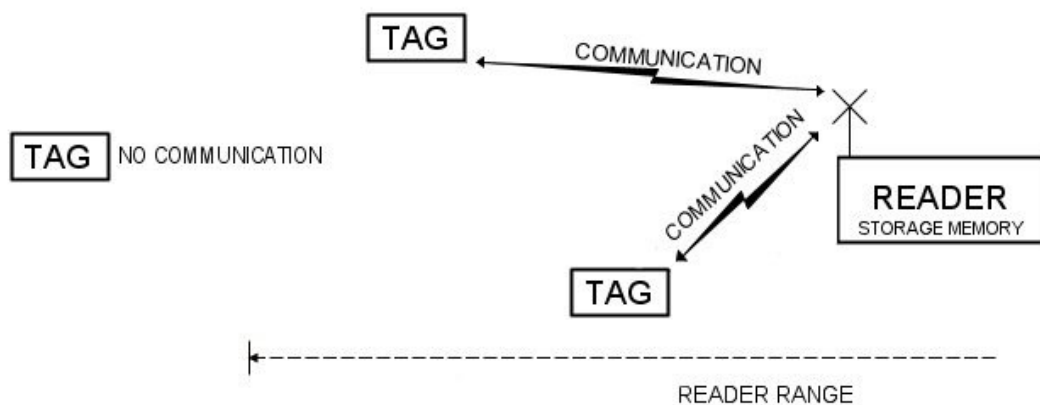 TAG
COMMUNICATION
TAG NO COMMUNICATION
COMMUNICATION
READER
STORAGE MEMORY
TAG
READER RANGE